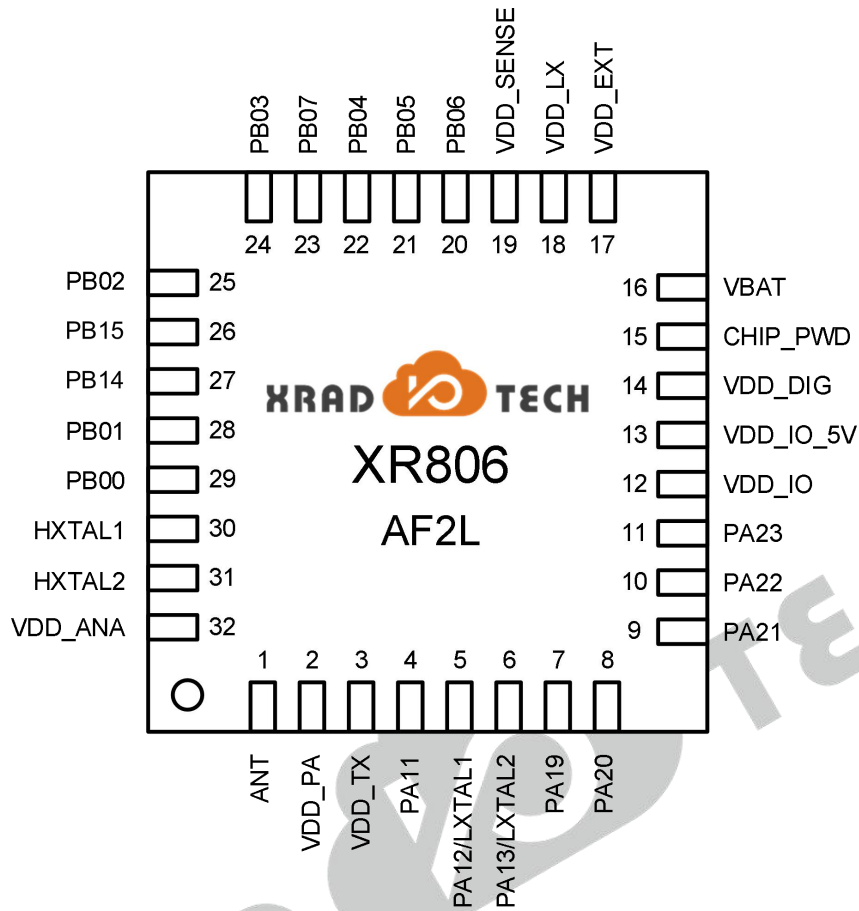 PB03 PB07 PB04 PB05 PB06 VDD_SENSE VDD_LX VDD_EXT
24 23 22 21 20 19 18 17
PB02 25
PB15 26
PB14 27
PB01 28
PB00 29
HXTAL1 30
HXTAL2 31
VDD_ANA 32
XRAD TECH
XR806
AF2L
16 VBAT
15 CHIP_PWD
14 VDD_DIG
13 VDD_IO_5V
12 VDD_IO
11 PA23
10 PA22
9 PA21
1 2 3 4 5 6 7 8
ANT VDD_PA VDD_TX PA11 PA12/LXTAL1 PA13/LXTAL2 PA19 PA20